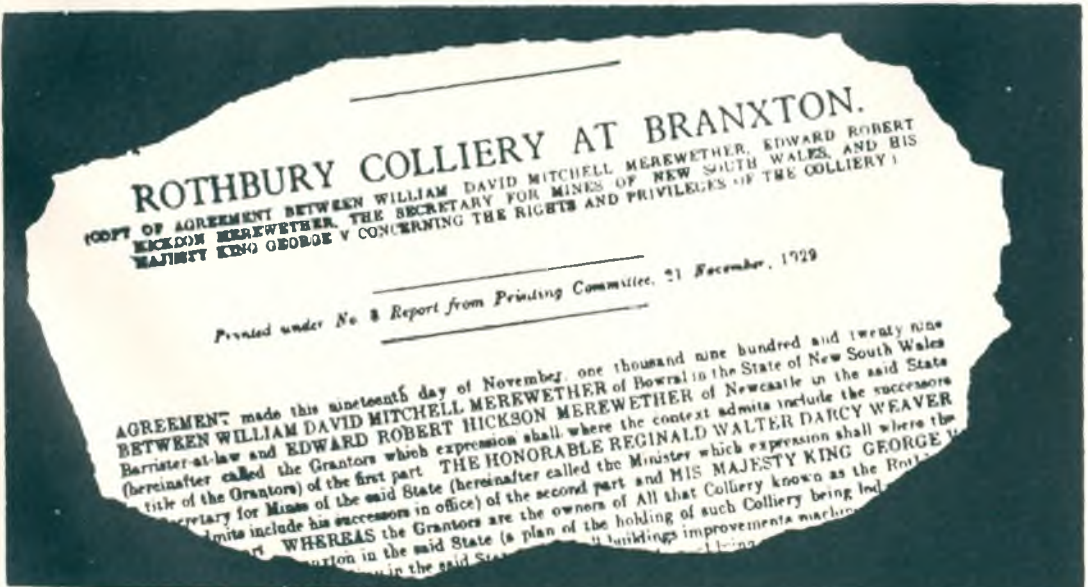 ROTHBURY COLLIERY AT BRANXTON.
(COPY OF AGREEMENT BETWEEN WILLIAM DAVID MITCHELL MEREWETHER, EDWARD ROBERT
HICKSON MEREWETHER, THE SECRETARY FOR MINES OF NEW SOUTH WALES, AND HIS
MAJESTY KING GEORGE V CONCERNING THE RIGHTS AND PRIVILEGES OF THE COLLIERY)
Printed under No 8 Report from Printing Committee, 21 November, 1929
AGREEMENT made this nineteenth day of November, one thousand nine hundred and twenty nine
BETWEEN WILLIAM DAVID MITCHELL MEREWETHER of Bowral in the State of New South Wales
Barrister-at-law and EDWARD ROBERT HICKSON MEREWETHER of Newcastle in the said State
(hereinafter called the Grantors which expression shall where the context admits include the successors
title of the Grantors) of the first part THE HONORABLE REGINALD WALTER DARCY WEAVER
cretary for Mines of the said State (hereinafter called the Minister which expression shall where the
dmits include his successors in office) of the second part and HIS MAJESTY KING GEORGE V
WHEREAS the Grantors are the owners of All that Colliery known as the Roth
in the said State (a plan of the holding of such Colliery being
in the said buildings improvements